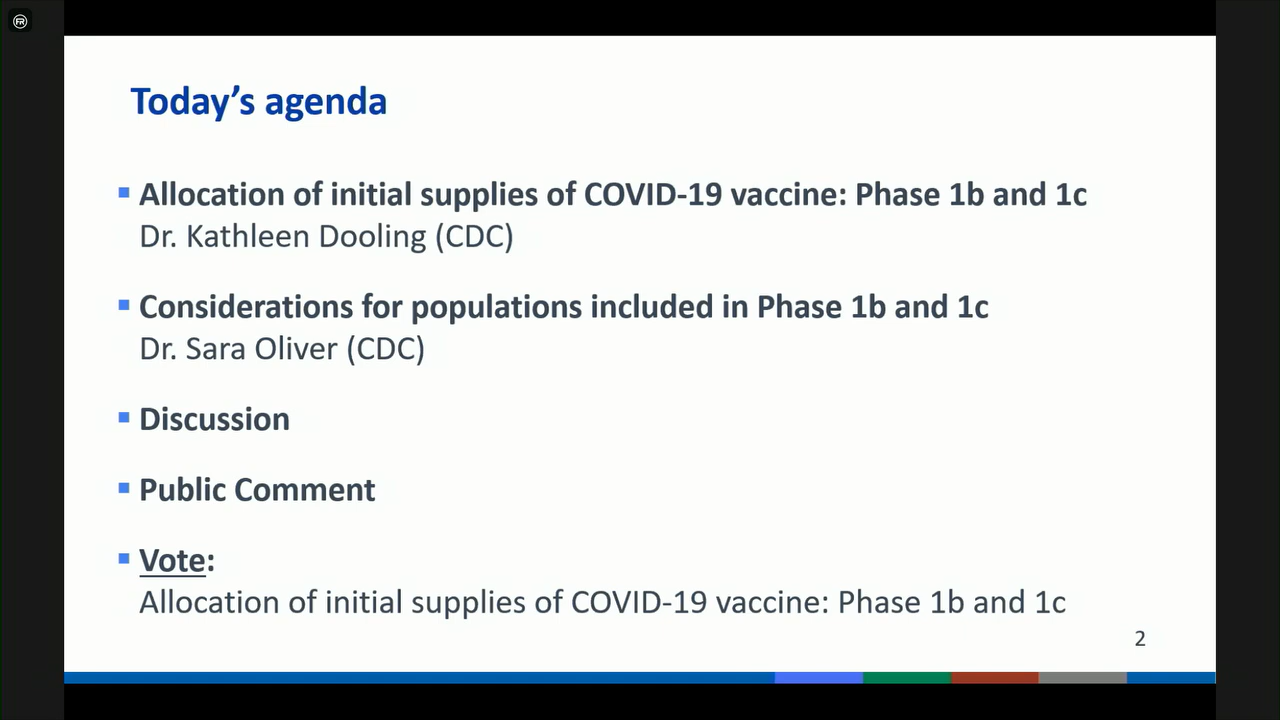 FR
Today’s agenda
Allocation of initial supplies of COVID-19 vaccine: Phase 1b and 1c
Dr. Kathleen Dooling (CDC)
Considerations for populations included in Phase 1b and 1c
Dr. Sara Oliver (CDC)
Discussion
Public Comment
Vote:
Allocation of initial supplies of COVID-19 vaccine: Phase 1b and 1c
2